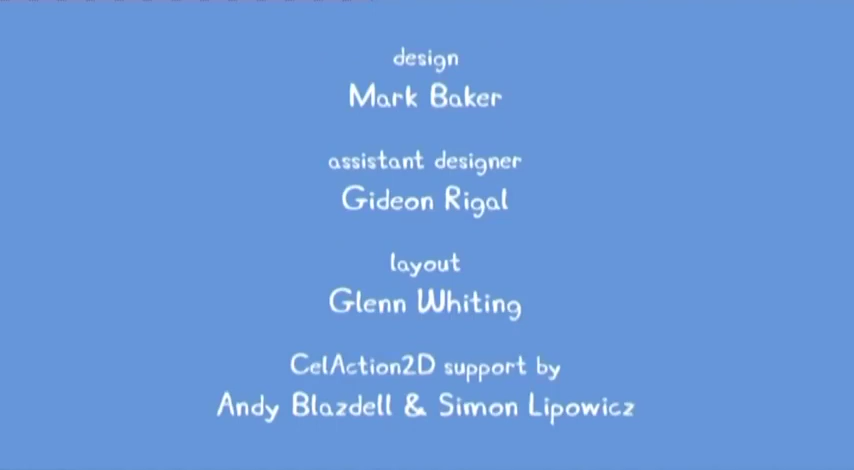 design
Mark Baker
assistant designer
Gideon Rigal
layout
Glenn Whiting
CelAction2D support by
Andy Blazdell & Simon Lipowicz